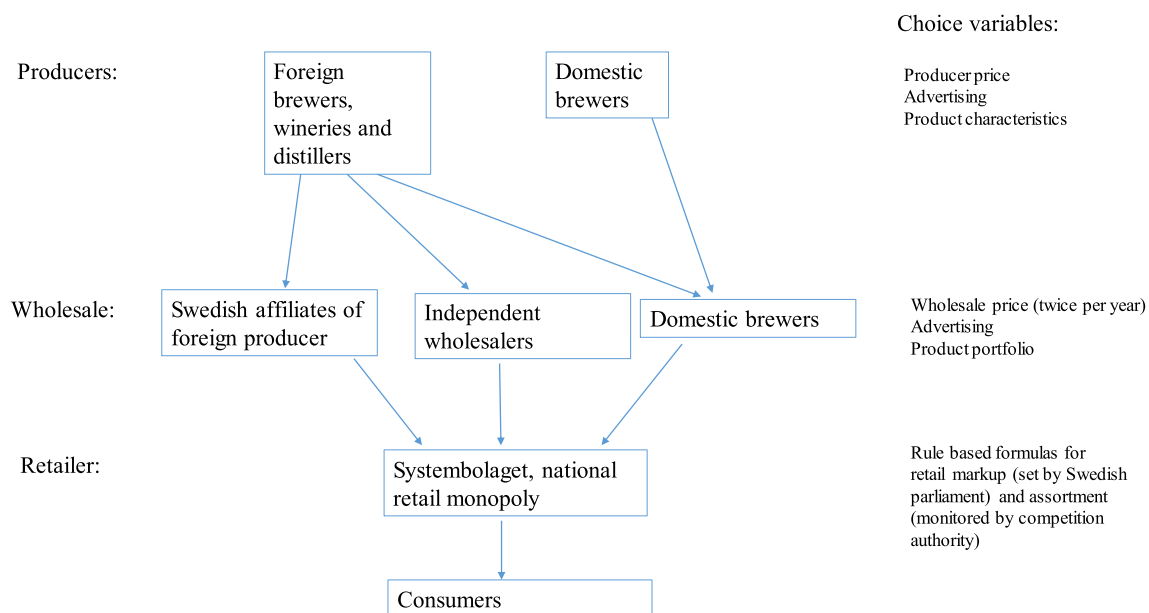 Choice variables:
Producers:
Foreign
brewers,
wineries and
distillers
Domestic
brewers
Producer price
Advertising
Product characteristics
Wholesale:
Swedish affiliates of
foreign producer
Independent
wholesalers
Domestic brewers
Wholesale price (twice per year)
Advertising
Product portfolio
Retailer:
Systembolaget, national
retail monopoly
Rule based formulas for
retail markup (set by Swedish
parliament) and assortment
(monitored by competition
authority)
Consumers